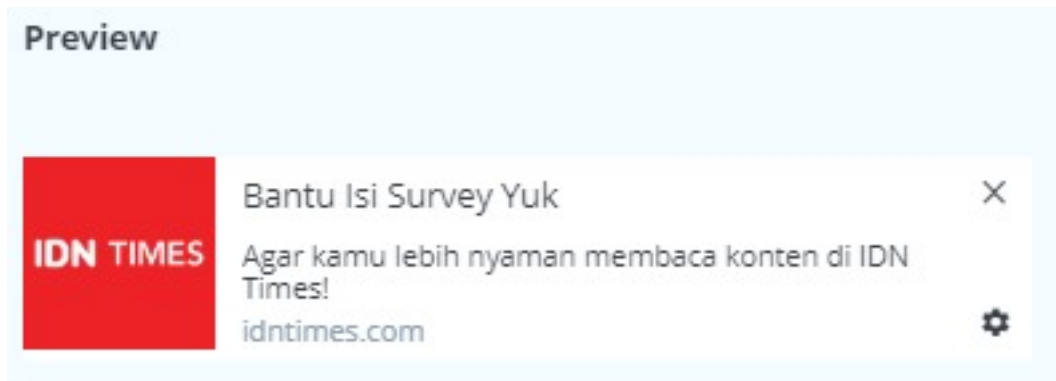 Preview
IDN TIMES
Bantu Isi Survey Yuk
Agar kamu lebih nyaman membaca konten di IDN
Times!
idntimes.com